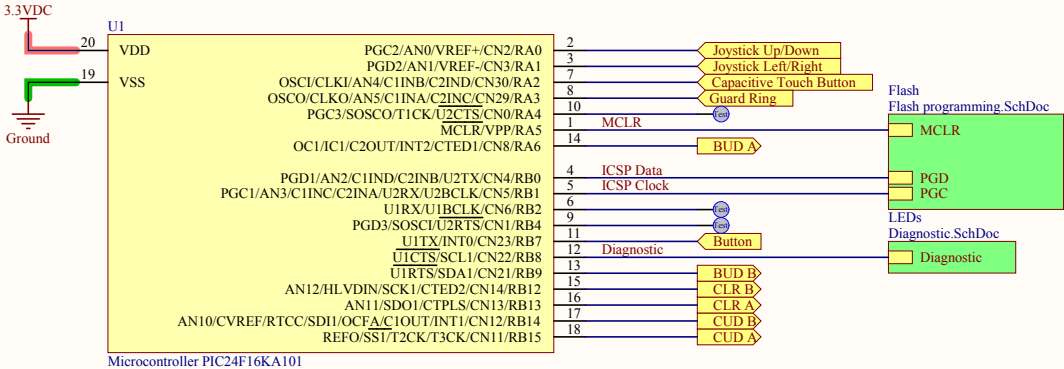 3.3VDC
U1
20 VDD
19 VSS
Ground
PGC2/AN0/VREF+/CN2/RA0 2 Joystick Up/Down
PGD2/AN1/VREF-/CN3/RA1 3 Joystick Left/Right
OSCI/CLKI/AN4/C1INB/C2IND/CN30/RA2 7 Capacitive Touch Button
OSCO/CLKO/AN5/C1INA/C2INC/CN29/RA3 8 Guard Ring
PGC3/SOSCO/T1CK/U2CTS/CN0/RA4 10 Test
MCLR/VPP/RA5 1 MCLR
OC1/IC1/C2OUT/INT2/CTED1/CN8/RA6 14 BUD A
PGD1/AN2/C1IND/C2INB/U2TX/CN4/RB0 4 ICSP Data
PGC1/AN3/C1INC/C2INA/U2RX/U2BCLK/CN5/RB1 5 ICSP Clock
U1RX/U1BCLK/CN6/RB2 6 Test
PGD3/SOSCI/U2RTS/CN1/RB4 9 Test
U1TX/INT0/CN23/RB7 11 Button
U1CTS/SCL1/CN22/RB8 12 Diagnostic
U1RTS/SDA1/CN21/RB9 13 BUD B
AN12/HLVDIN/SCK1/CTED2/CN14/RB12 15 CLR B
AN11/SDO1/CTPLS/CN13/RB13 16 CLR A
AN10/CVREF/RTCC/SDI1/OCFA/C1OUT/INT1/CN12/RB14 17 CUD B
REFO/SS1/T2CK/T3CK/CN11/RB15 18 CUD A
Microcontroller PIC24F16KA101
Flash
Flash programming.SchDoc
MCLR
PGD
PGC
LEDs
Diagnostic.SchDoc
Diagnostic